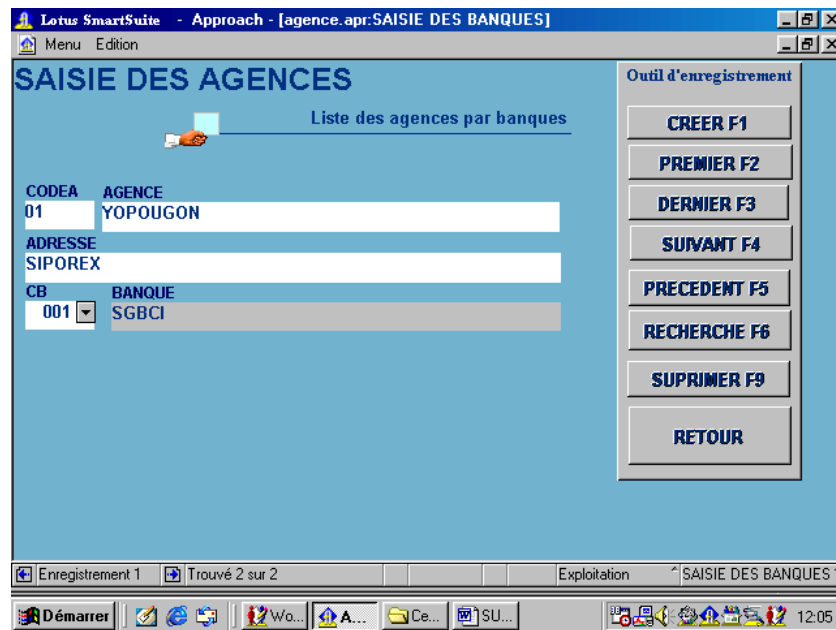 Lotus SmartSuite - Approach - [agence.apr:SAISIE DES BANQUES]
Menu Edition
SAISIE DES AGENCES
Liste des agences par banques
CODEA AGENCE
01 YOPOUGON
ADRESSE
SIPOREX
CB BANQUE
001 SGBCI
Outil d'enregistrement
CREER F1
PREMIER F2
DERNIER F3
SUIVANT F4
PRECEDENT F5
RECHERCHE F6
SUPRIMER F9
RETOUR
Enregistrement 1 Trouvé 2 sur 2 Exploitation SAISIE DES BANQUES
Démarrer Wo... A... Ce... SU... 12:05